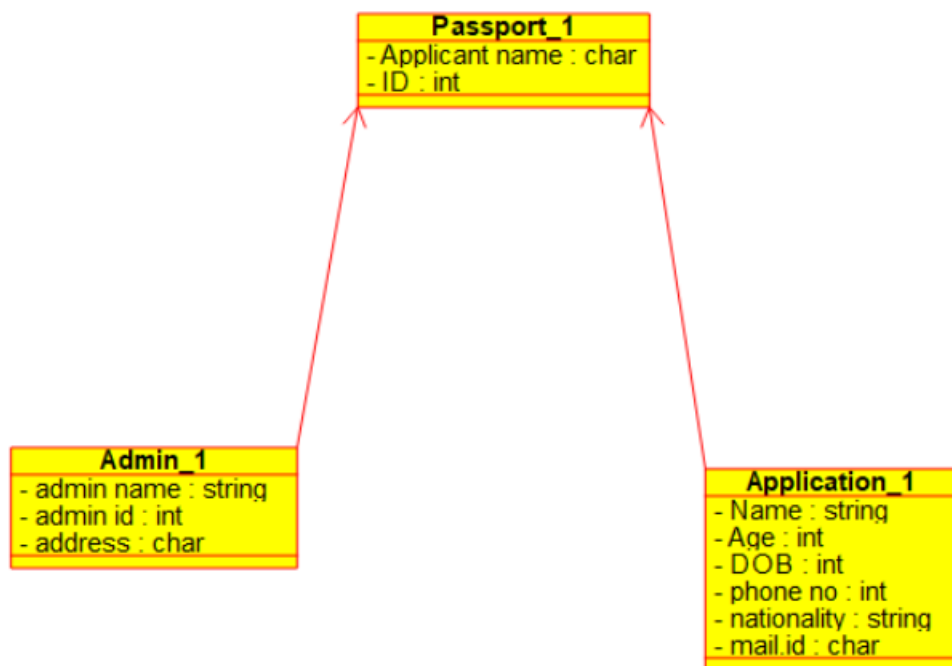 Passport_1
- Applicant name : char
- ID : int
Admin_1
- admin name : string
- admin id : int
- address : char
Application_1
- Name : string
- Age : int
- DOB : int
- phone no : int
- nationality : string
- mail.id : char